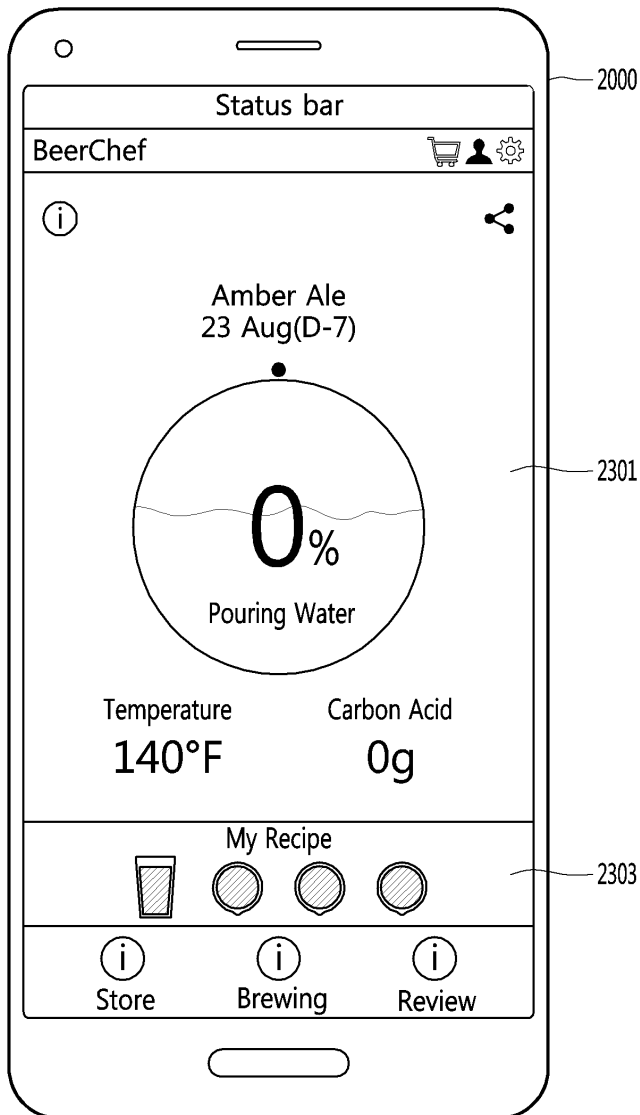 2000
Status bar
BeerChef
i
Amber Ale
23 Aug(D-7)
2301
0%
Pouring Water
Temperature
Carbon Acid
140°F
0g
My Recipe
2303
i
i
i
Store
Brewing
Review